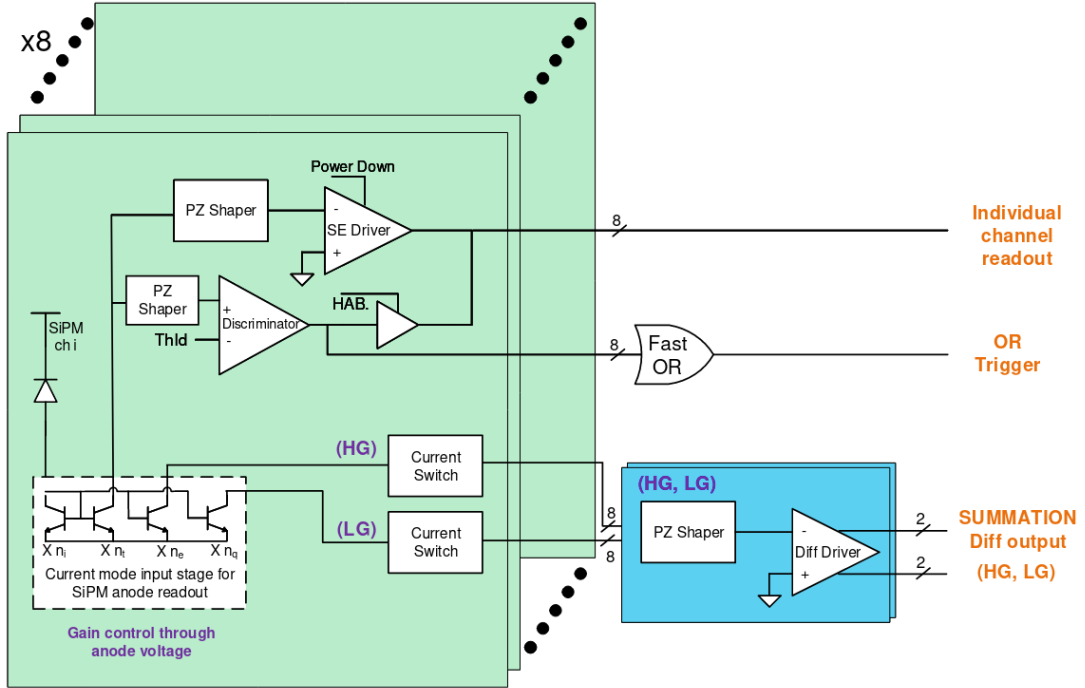 x8
Power Down
PZ Shaper
-
SE Driver
+
8
Individual
channel
readout
PZ
Shaper
+
Discriminator
-
Thld
HAB.
SiPM
ch i
8
Fast
OR
OR
Trigger
(HG)
Current
Switch
(LG)
Current
Switch
8
8
(HG, LG)
PZ Shaper
-
Diff Driver
+
2
2
SUMMATION
Diff output
(HG, LG)
X ni
X nt
X ne
X nq
Current mode input stage for
SiPM anode readout
Gain control through
anode voltage